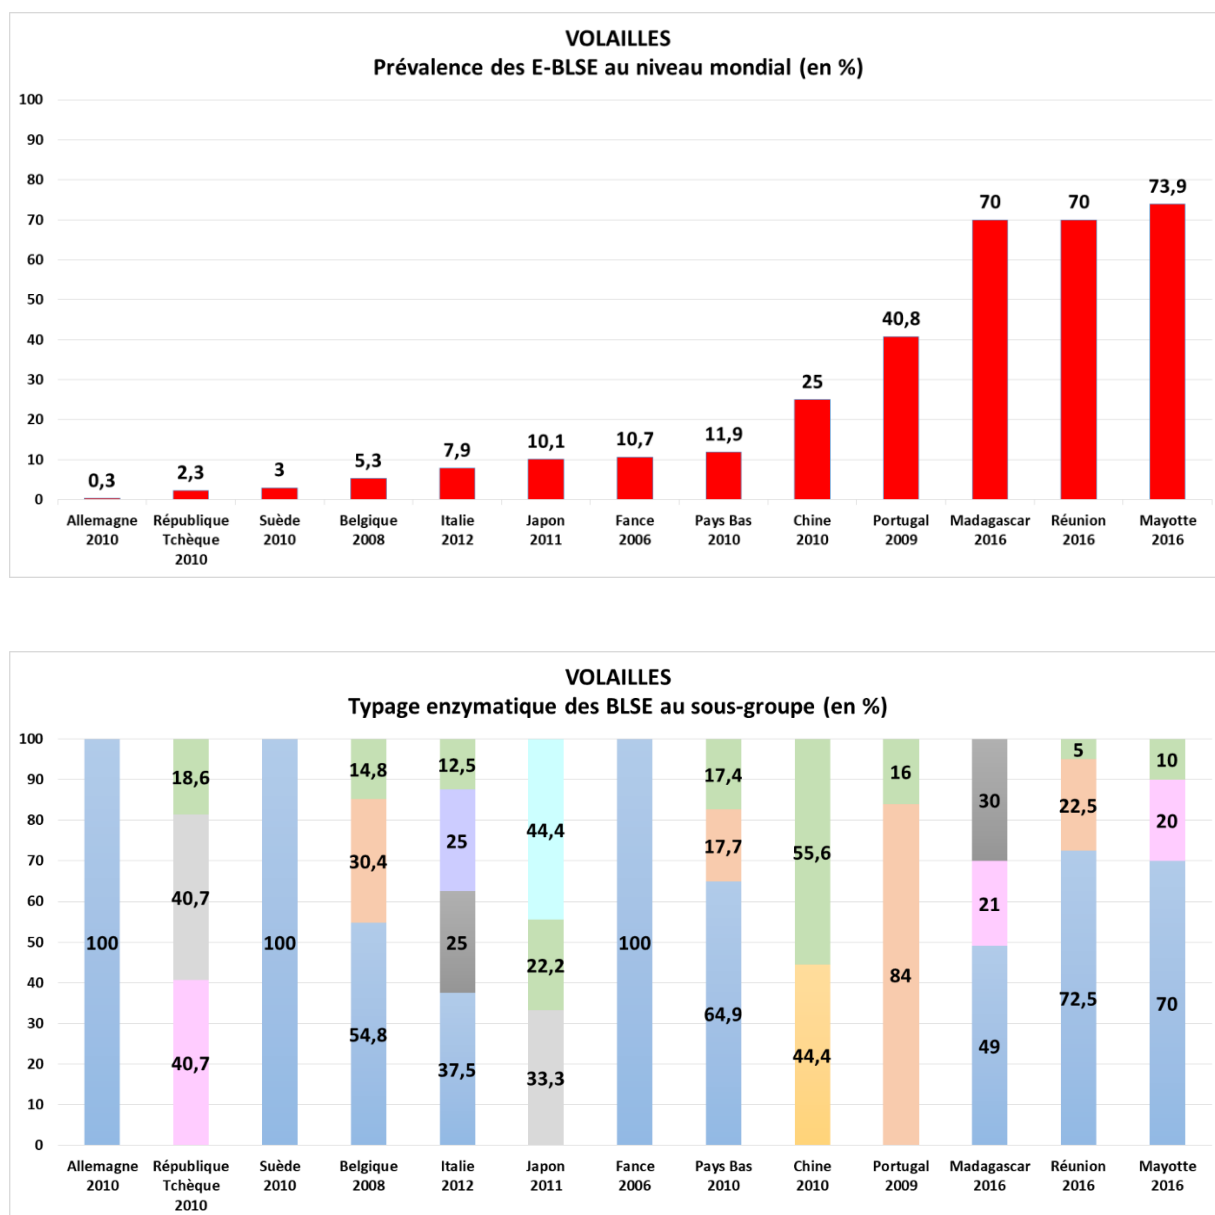 VOLAILLES
Prévalence des E-BLSE au niveau mondial (en %)
100
90
80
70
60
50
40
30
20
10
0
0,3
2,3
3
5,3
7,9
10,1
10,7
11,9
25
40,8
70
70
73,9
Allemagne
2010
République
Tchèque
2010
Suède
2010
Belgique
2008
Italie
2012
Japon
2011
Fance
2006
Pays Bas
2010
Chine
2010
Portugal
2009
Madagascar
2016
Réunion
2016
Mayotte
2016
VOLAILLES
Typage enzymatique des BLSE au sous-groupe (en %)
100
90
80
70
60
50
40
30
20
10
0
100
18,6
40,7
40,7
100
14,8
30,4
54,8
12,5
25
25
37,5
44,4
22,2
33,3
100
17,4
17,7
64,9
55,6
44,4
16
84
30
21
49
5
22,5
72,5
10
20
70
Allemagne
2010
République
Tchèque
2010
Suède
2010
Belgique
2008
Italie
2012
Japon
2011
Fance
2006
Pays Bas
2010
Chine
2010
Portugal
2009
Madagascar
2016
Réunion
2016
Mayotte
2016